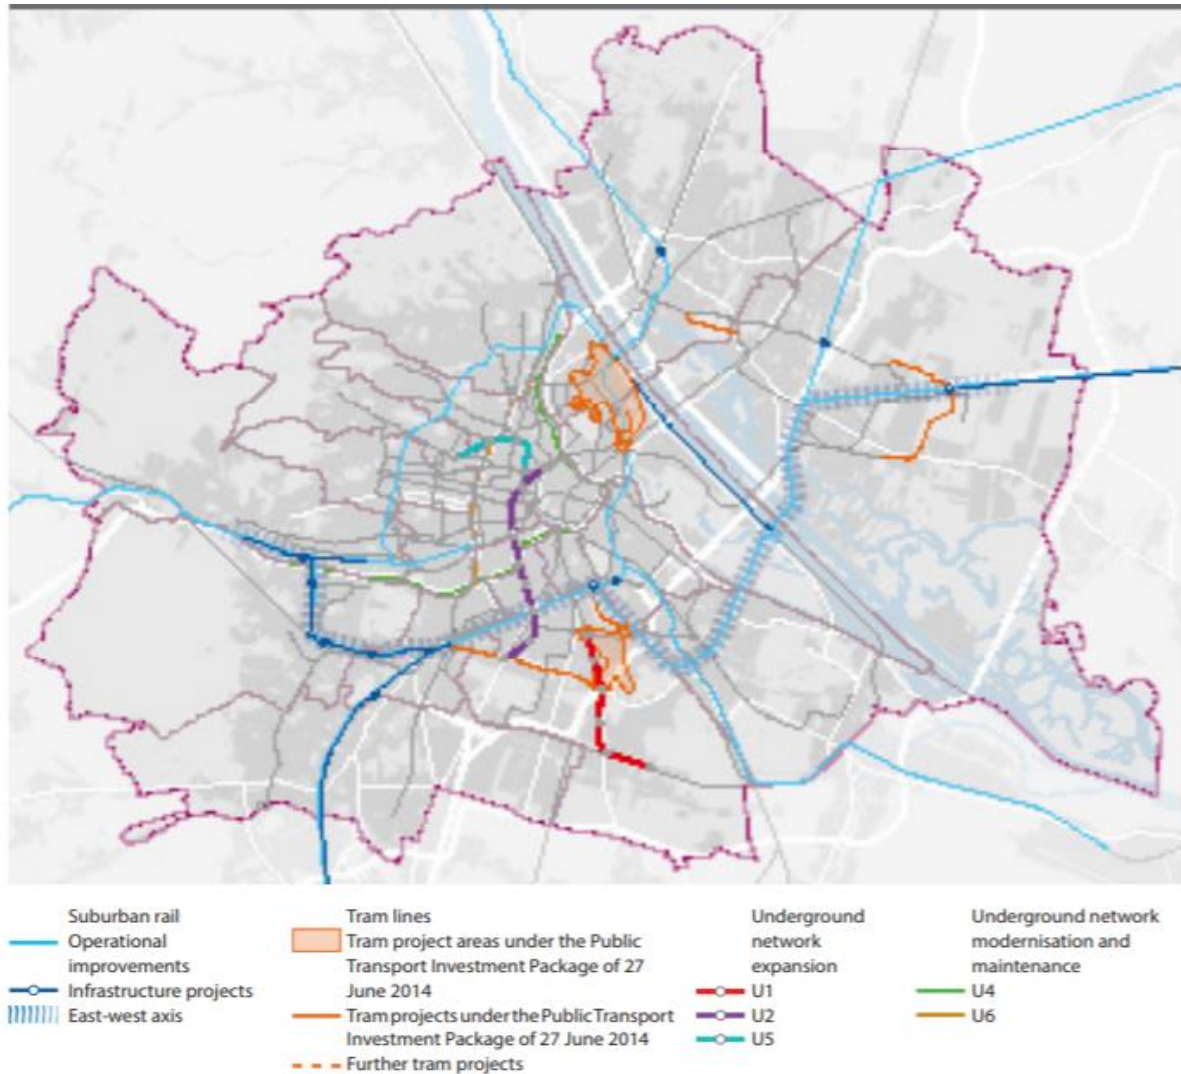 Suburban rail
Operational
improvements
Infrastructure projects
East-west axis
Tram lines
Tram project areas under the Public
Transport Investment Package of 27
June 2014
Tram projects under the Public Transport
Investment Package of 27 June 2014
Further tram projects
Underground
network
expansion
U1
U2
U5
Underground network
modernisation and
maintenance
U4
U6